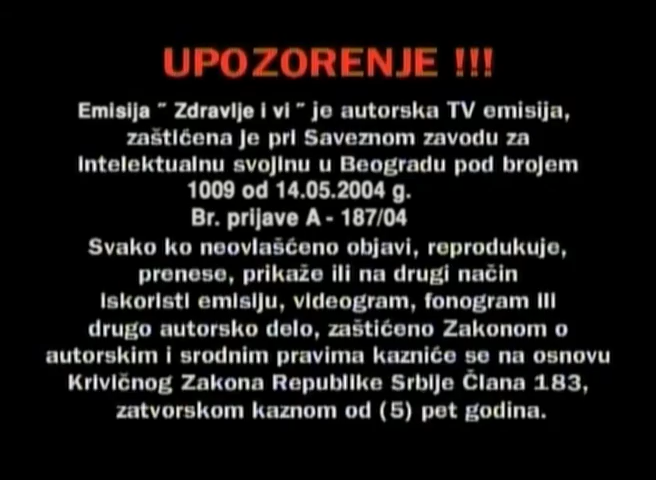 UPOZORENJE !!!
Emisija " Zdravlje i vi " je autorska TV emisija,
zaštićena je pri Saveznom zavodu za
intelektualnu svojinu u Beogradu pod brojem
1009 od 14.05.2004 g.
Br. prijave A - 187/04
Svako ko neovlašćeno objavi, reprodukuje,
prenese, prikaže ili na drugi način
iskoristi emisiju, videogram, fonogram ili
drugo autorsko delo, zaštićeno Zakonom o
autorskim i srodnim pravima kazniće se na osnovu
Krivičnog Zakona Republike Srbije Člana 183,
zatvorskom kaznom od (5) pet godina.